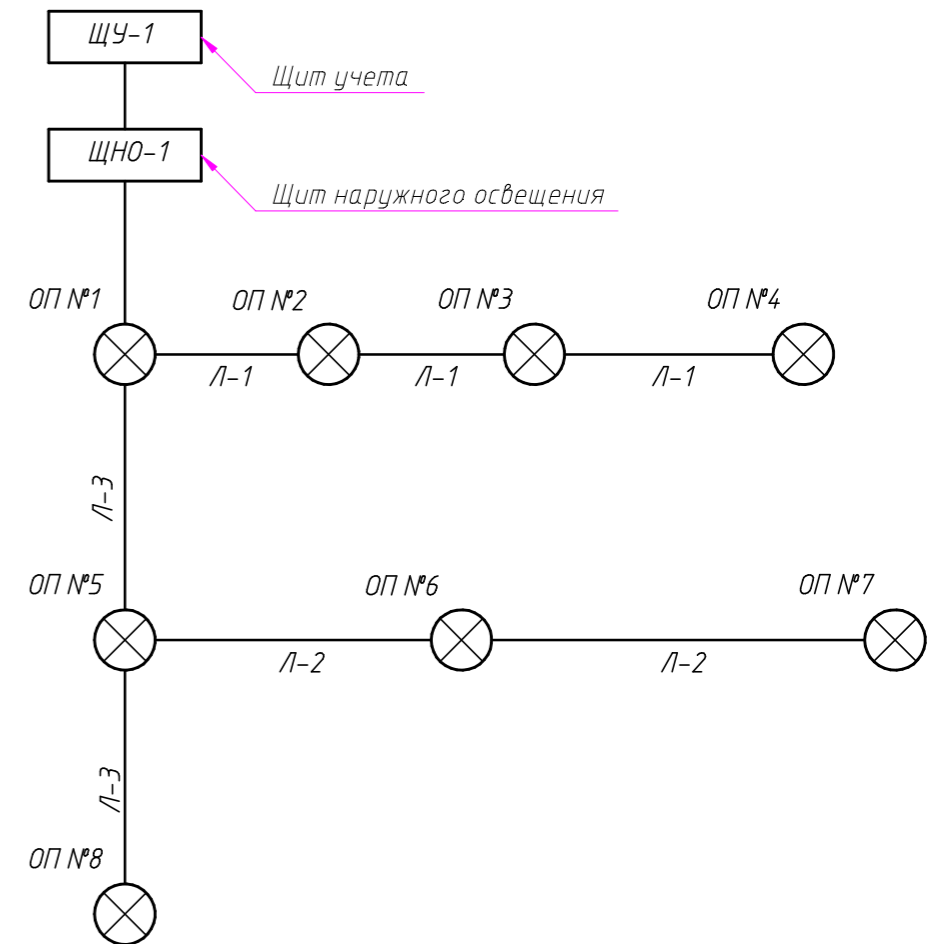 ЩУ-1
Щит учета
ЩНО-1
Щит наружного освещения
ОП №1
ОП №2
ОП №3
ОП №4
Л-1
Л-1
Л-1
Л-3
ОП №5
ОП №6
ОП №7
Л-2
Л-2
Л-3
ОП №8